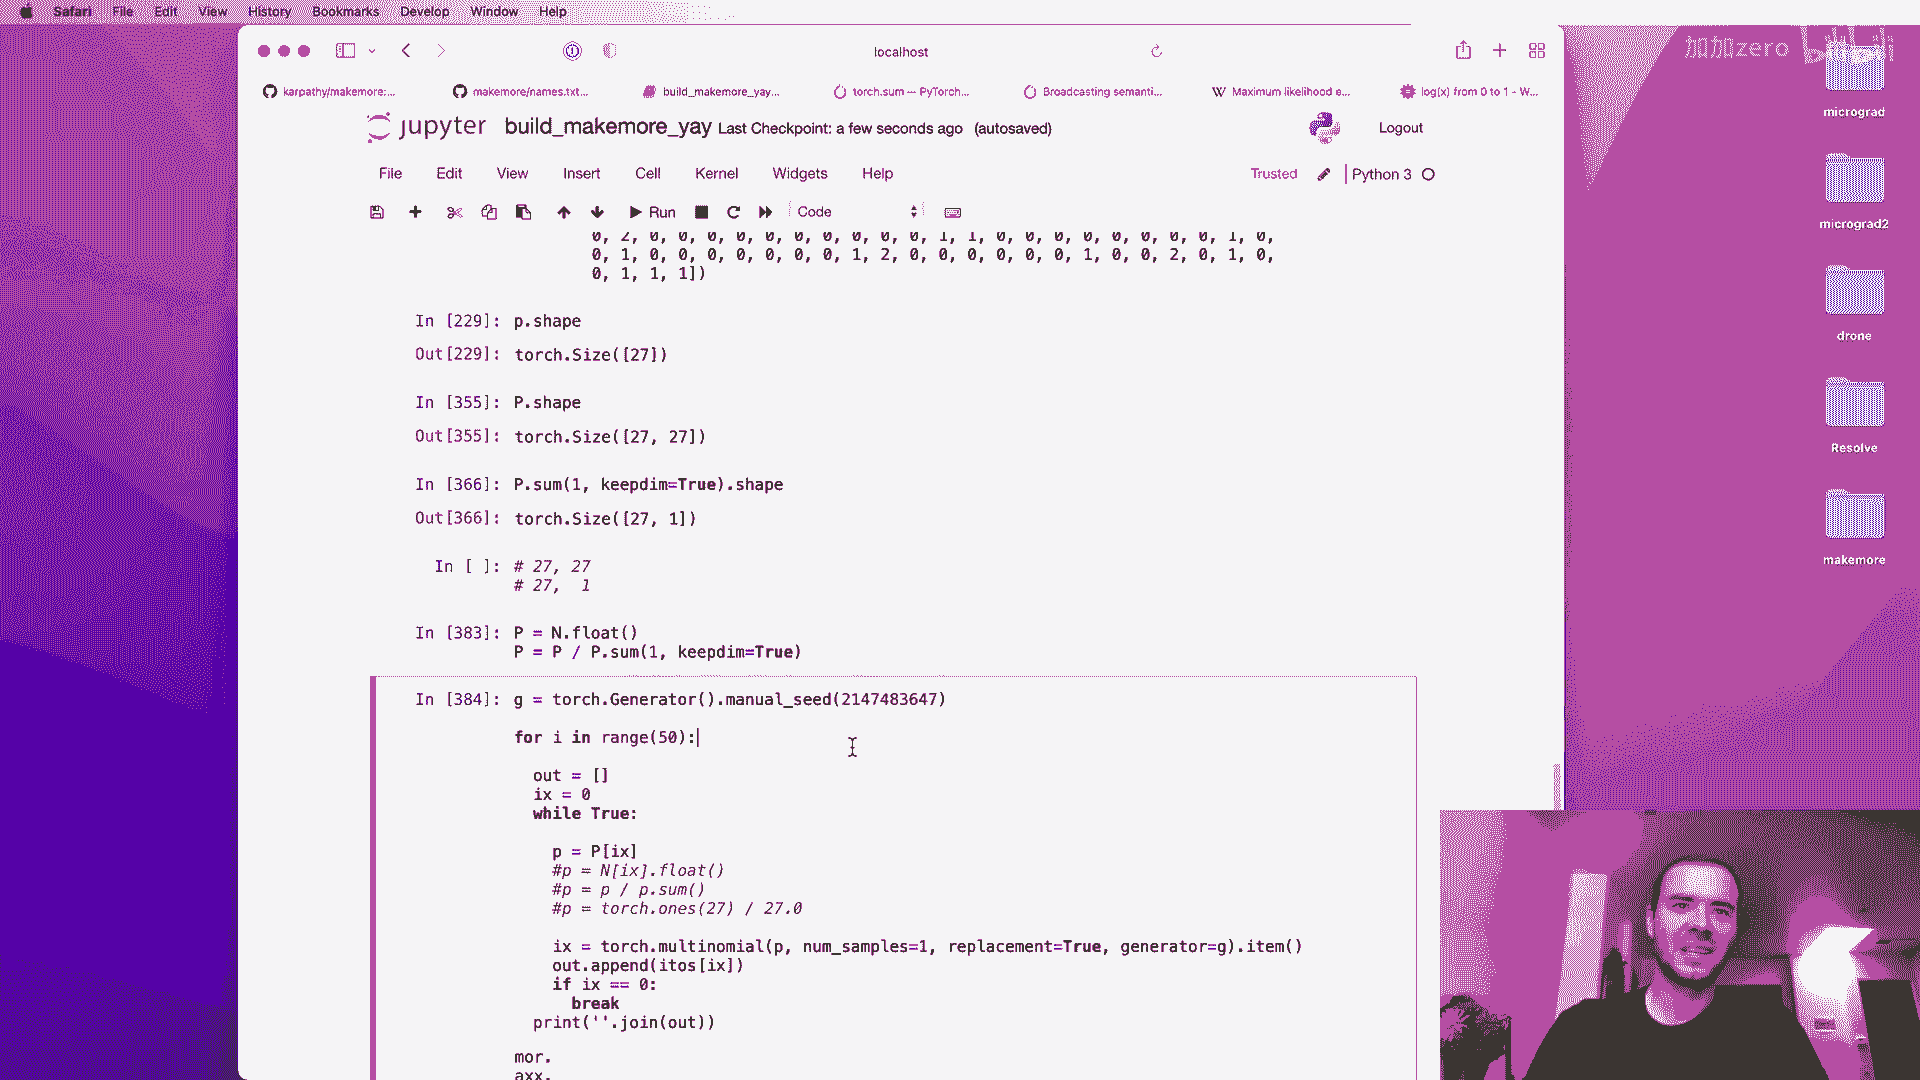 Safari File Edit View History Bookmarks Develop Window Help
localhost
加加zero bilibili
karpathy/makemore:... makemore/names.txt... build_makemore_yay... torch.sum — PyTorch... Broadcasting semanti... Maximum likelihood e... log(x) from 0 to 1 - W...
jupyter build_makemore_yay Last Checkpoint: a few seconds ago (autosaved) Logout
File Edit View Insert Cell Kernel Widgets Help Trusted Python 3
Run Code
0, 2, 0, 0, 0, 0, 0, 0, 0, 0, 0, 0, 1, 1, 0, 0, 0, 0, 0, 0, 0, 0, 1, 0,
0, 1, 0, 0, 0, 0, 0, 0, 0, 1, 2, 0, 0, 0, 0, 0, 0, 1, 0, 0, 2, 0, 1, 0,
0, 1, 1, 1])
In [229]: p.shape
Out[229]: torch.Size([27])
In [355]: P.shape
Out[355]: torch.Size([27, 27])
In [366]: P.sum(1, keepdim=True).shape
Out[366]: torch.Size([27, 1])
In [ ]: # 27, 27
# 27,  1
In [383]: P = N.float()
P = P / P.sum(1, keepdim=True)
In [384]: g = torch.Generator().manual_seed(2147483647)
for i in range(50):
out = []
ix = 0
while True:
p = P[ix]
#p = N[ix].float()
#p = p / p.sum()
#p = torch.ones(27) / 27.0
ix = torch.multinomial(p, num_samples=1, replacement=True, generator=g).item()
out.append(itos[ix])
if ix == 0:
break
print(''.join(out))
mor.
axx.
micrograd
micrograd2
drone
Resolve
makemore